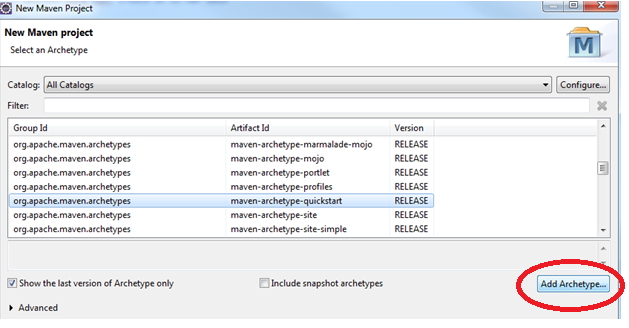 New Maven Project
New Maven project
Select an Archetype
M
Catalog: All Catalogs Configure...
Filter:
Group Id Artifact Id Version
org.apache.maven.archetypes maven-archetype-marmalade-mojo RELEASE
org.apache.maven.archetypes maven-archetype-mojo RELEASE
org.apache.maven.archetypes maven-archetype-portlet RELEASE
org.apache.maven.archetypes maven-archetype-profiles RELEASE
org.apache.maven.archetypes maven-archetype-quickstart RELEASE
org.apache.maven.archetypes maven-archetype-site RELEASE
org.apache.maven.archetypes maven-archetype-site-simple RELEASE
Show the last version of Archetype only Include snapshot archetypes Add Archetype...
Advanced